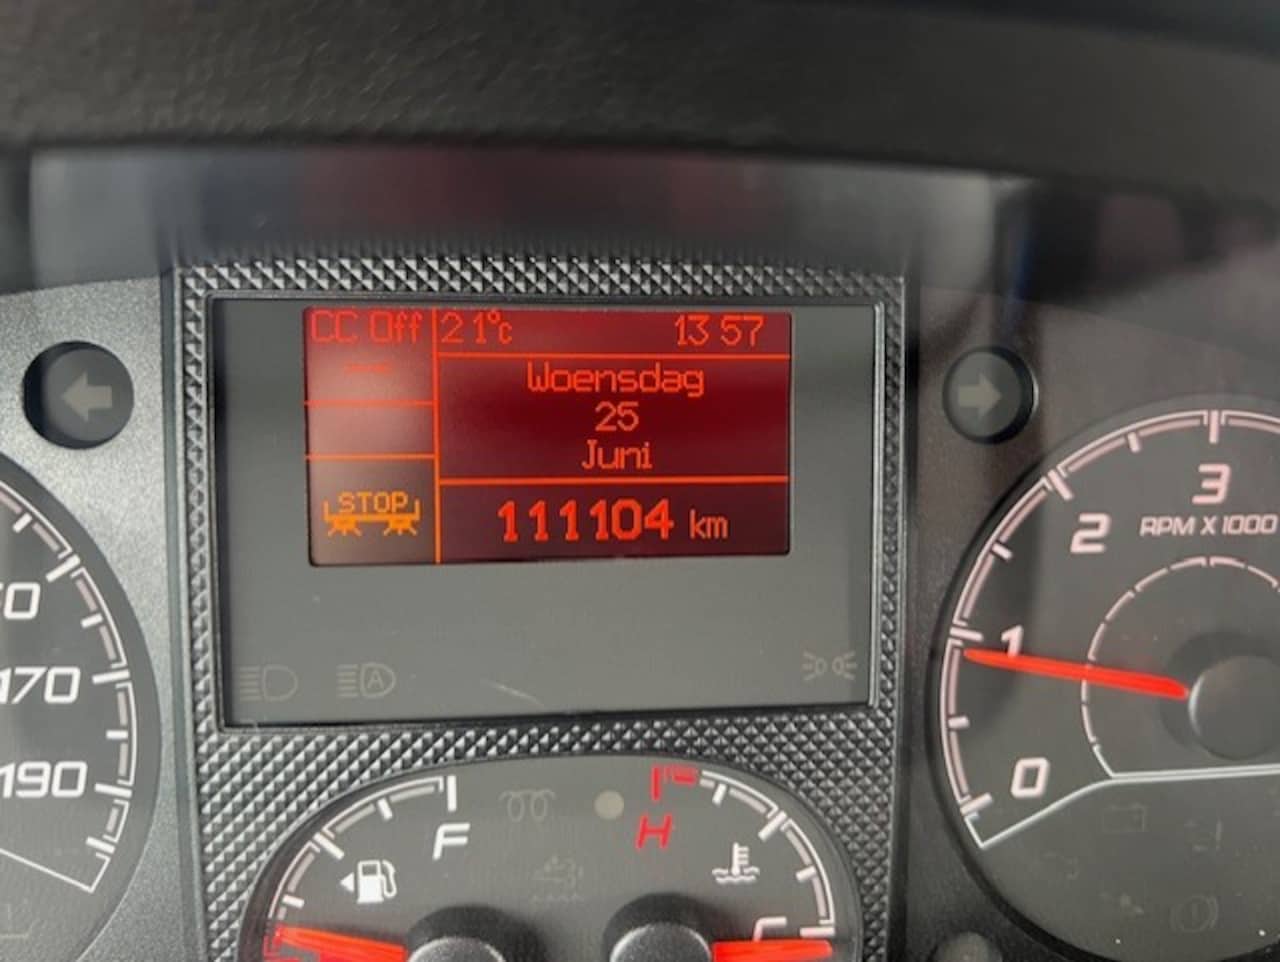 CC Off 21°c 13 57
---
Woensdag
25
Juni
STOP
111104 km
170
190
3
2
RPM X 1000
1
0
A
F
H
C